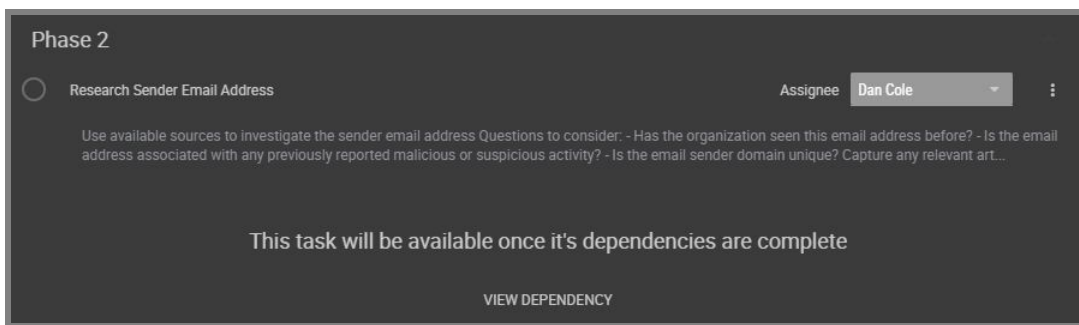 Phase 2
Research Sender Email Address
Assignee Dan Cole
Use available sources to investigate the sender email address Questions to consider: - Has the organization seen this email address before? - Is the email
address associated with any previously reported malicious or suspicious activity? - Is the email sender domain unique? Capture any relevant art...
This task will be available once it's dependencies are complete
VIEW DEPENDENCY